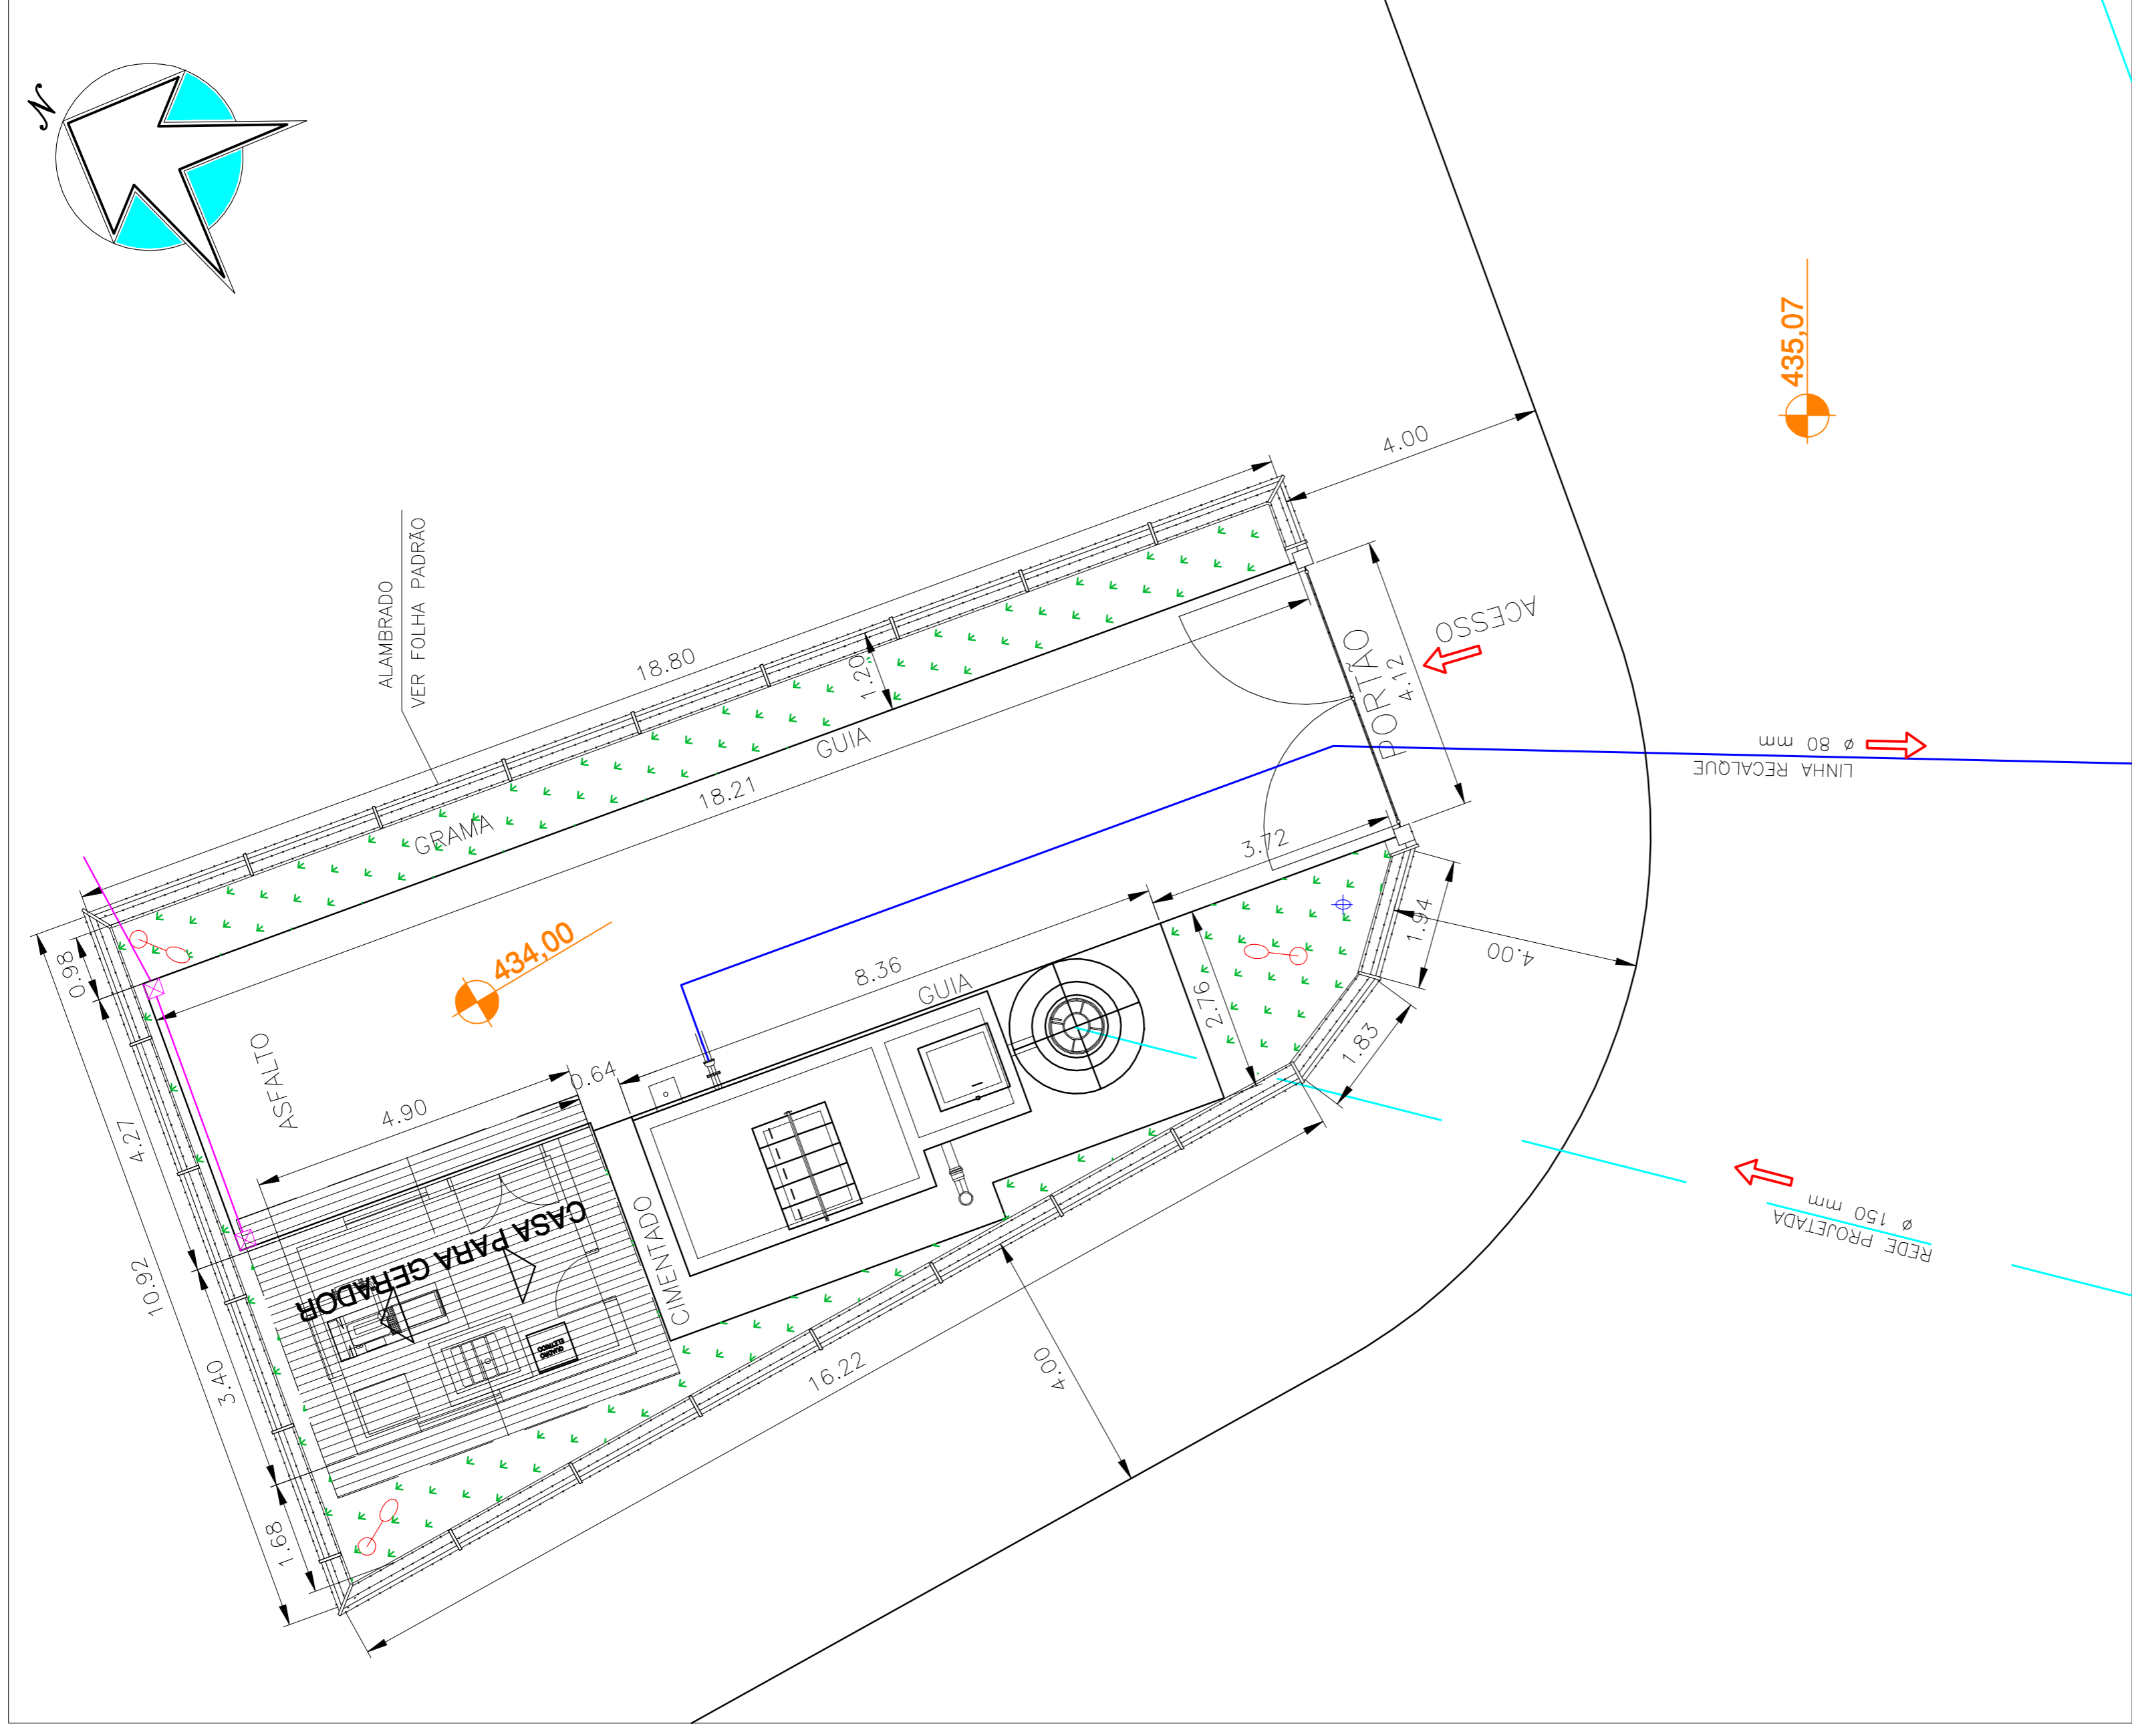 N
435,07
4.00
ALAMBRADO
VER FOLHA PADRÃO
18.80
1.20
ACESSO
PORTÃO
4.12
GUIA
18.21
ø 80 mm
LINHA RECALQUE
GRAMA
3.72
434,00
0.98
8.36
GUIA
1.94
4.00
2.76
1.83
ASFALTO
0.64
4.90
4.27
CASA PARA GERADOR
CIMENTADO
ø 150 mm
REDE PROJETADA
10.92
QUADRO
ELÉTRICO
3.40
16.22
4.00
1.68